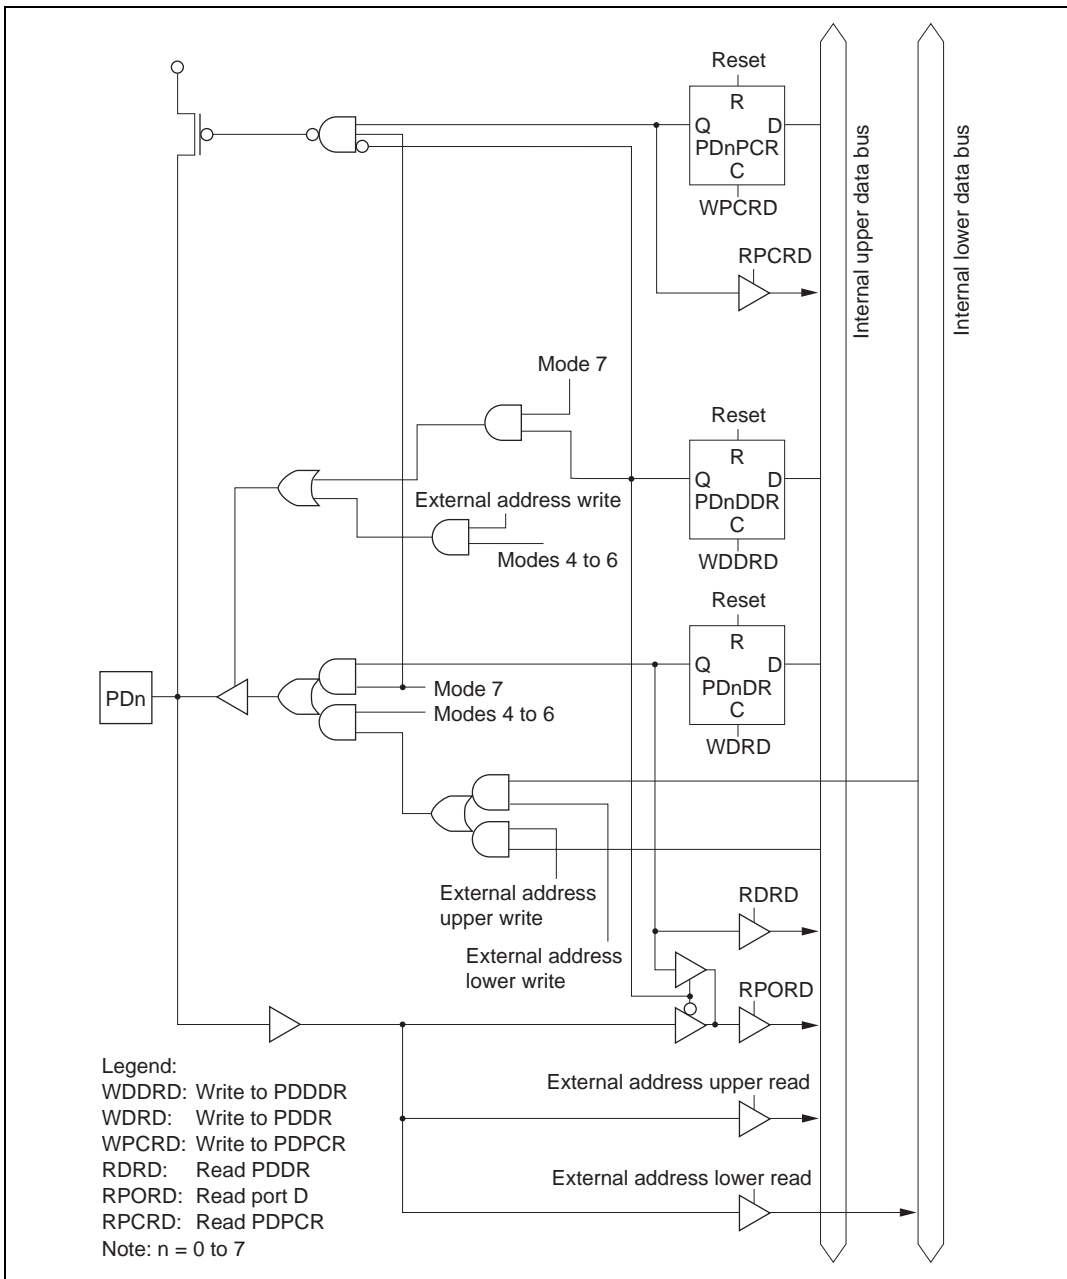 Reset
R
Q
D
PDnPCR
C
WPCRD
RPCRD
Internal upper data bus
Internal lower data bus
Mode 7
Reset
R
Q
D
PDnDDR
C
WDDRD
External address write
Modes 4 to 6
Reset
R
Q
D
PDnDR
C
WDRD
PDn
Mode 7
Modes 4 to 6
External address
upper write
External address
lower write
RDRD
RPORD
External address upper read
External address lower read
Legend:
WDDRD: Write to PDDDR
WDRD: Write to PDDR
WPCRD: Write to PDPCR
RDRD: Read PDDR
RPORD: Read port D
RPCRD: Read PDPCR
Note: n = 0 to 7